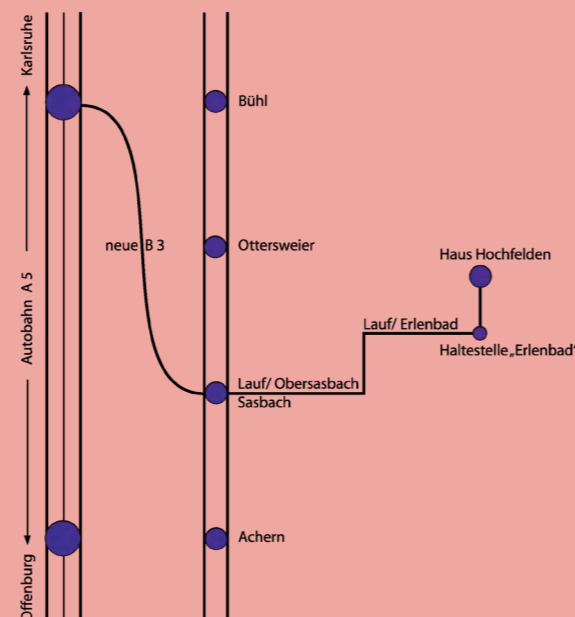 Karlsruhe
Autobahn A 5
Offenburg
neue B 3
Bühl
Ottersweier
Lauf/ Obersasbach
Sasbach
Achern
Lauf/ Erlenbad
Haus Hochfelden
Haltestelle„Erlenbad“